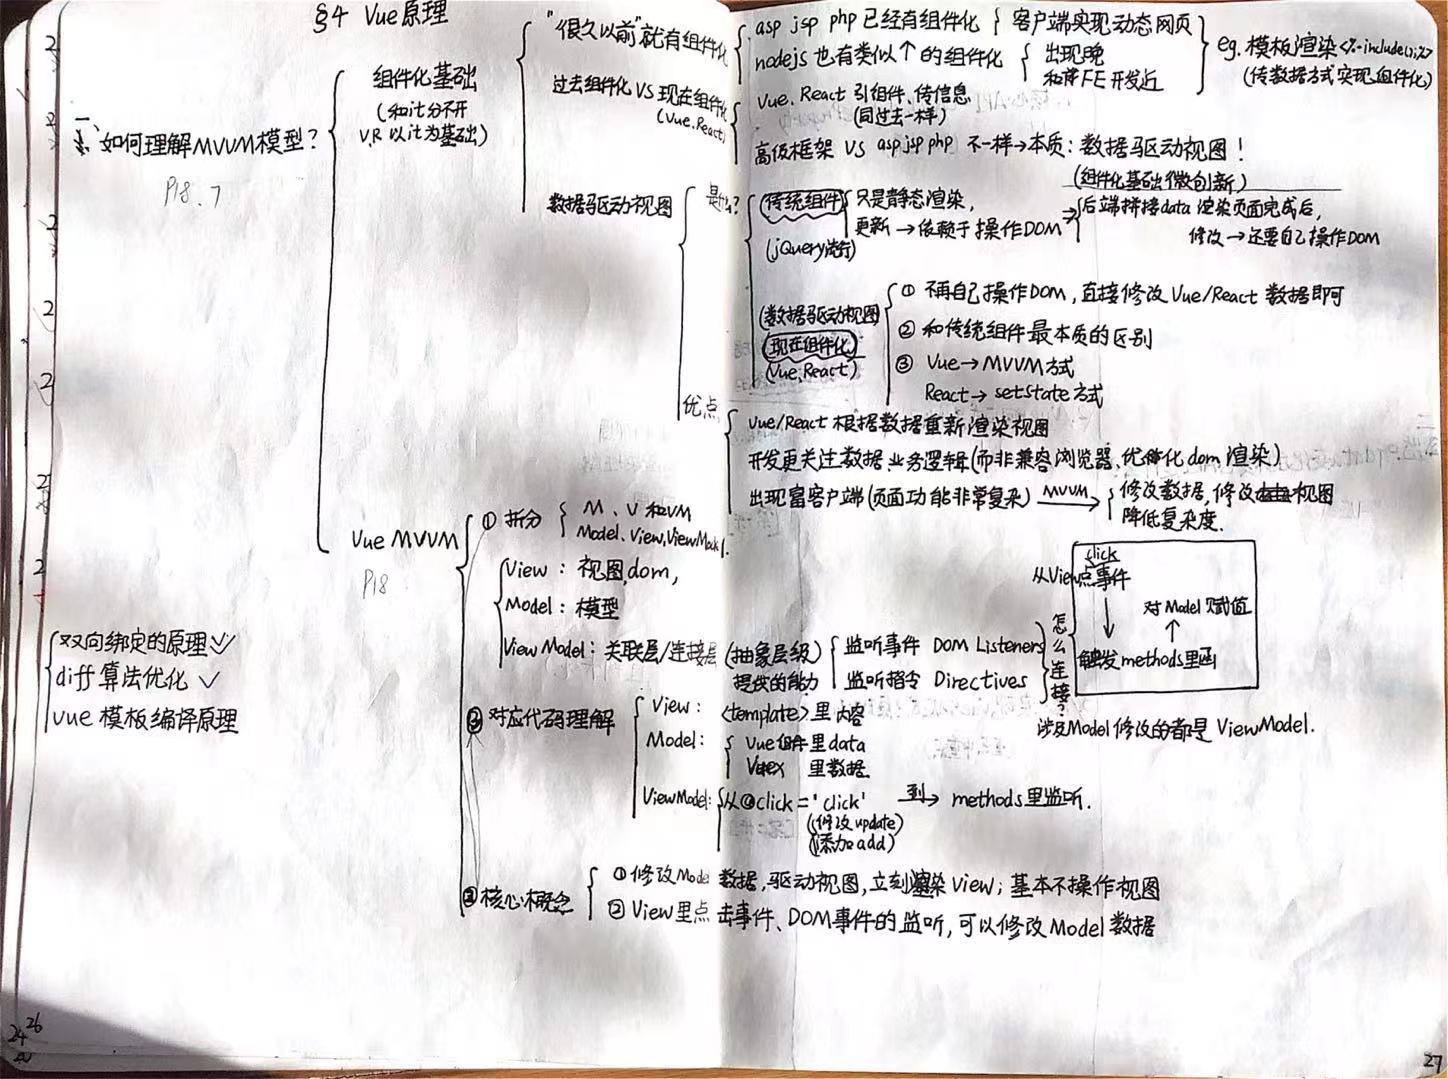 §4 Vue原理
一、如何理解MVVM模型?
P18.7
组件化基础
(和it分不开
V.R 以it为基础)
"很久以前"就有组件化
asp jsp php 已经有组件化
客户端实现动态网页
nodejs 也有类似↑的组件化
出现晚
和前FE开发近
eg. 模板渲染<%-include();%>
(传数据方式实现组件化)
过去组件化 VS 现在组件化
(Vue.React)
Vue、React 引组件、传信息
(同过去一样)
高级框架 VS asp jsp php 不一样→本质: 数据驱动视图!
(组件化基础微创新)
数据驱动视图
是什么?
传统组件
(jQuery流行)
只是静态渲染,
更新→依赖于操作DOM→
后端拼接data 渲染页面完成后,
修改→还要自己操作DOM
(数据驱动视图
现在组件化
(Vue,React)
① 不再自己操作DOM,直接修改Vue/React 数据即可
② 和传统组件最本质的区别
③ Vue→MVVM方式
React→setstate方式
优点
Vue/React 根据数据重新渲染视图
开发更关注数据业务逻辑(而非兼容浏览器、优化dom渲染)
出现富客户端(页面功能非常复杂) MVVM→
修改数据,修改视图
降低复杂度.
Vue MVVM
P18
① 拆分
M、V和VM
Model、View,ViewModel.
View: 视图,dom,
Model: 模型
View Model: 关联层/连接层
(抽象层级)
提供的能力
监听事件 DOM Listeners
监听指令 Directives
怎么连接?
click
从View点事件
↓
触发methods里函
↑
对Model赋值
涉及Model修改的都是ViewModel.
② 对应代码理解
View: <template>里内容
Model:
Vue组件里data
Vuex 里数据
ViewModel: 从@click='click' 到→ methods里监听.
(修改update)
(添加add)
③ 核心概念
① 修改Model数据,驱动视图,立刻渲染View; 基本不操作视图
② View里点击事件、DOM事件的监听,可以修改Model数据
双向绑定的原理✓
diff 算法优化 ✓
vue 模板编译原理
26
24
27